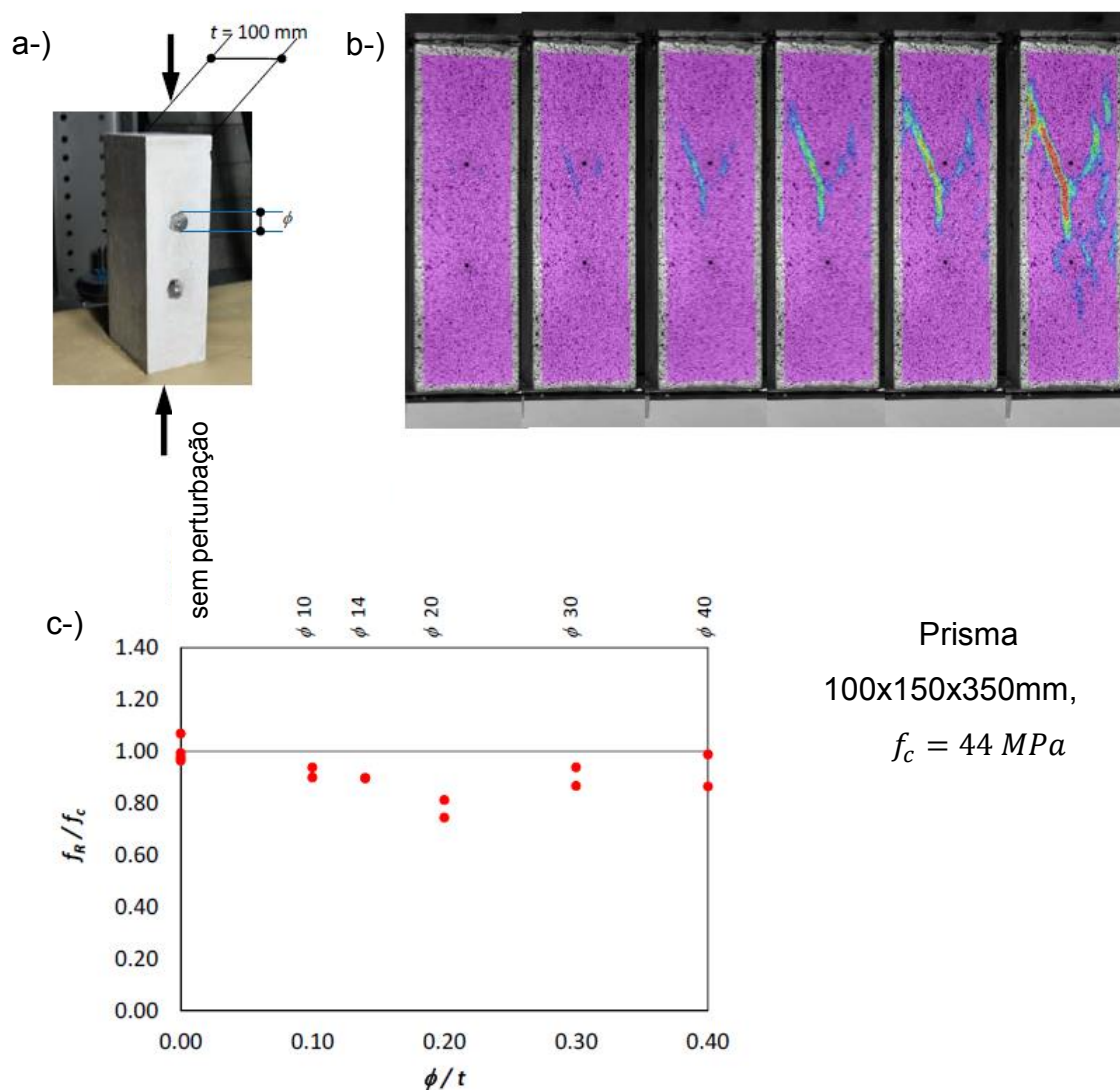 a-)
t = 100 mm
ϕ
b-)
sem perturbação
c-)
ϕ 10
ϕ 14
ϕ 20
ϕ 30
ϕ 40
1.40
1.20
1.00
0.80
0.60
0.40
0.20
0.00
f_R / f_c
0.00
0.10
0.20
0.30
0.40
ϕ / t
Prisma
100x150x350mm,
f_c = 44 MPa